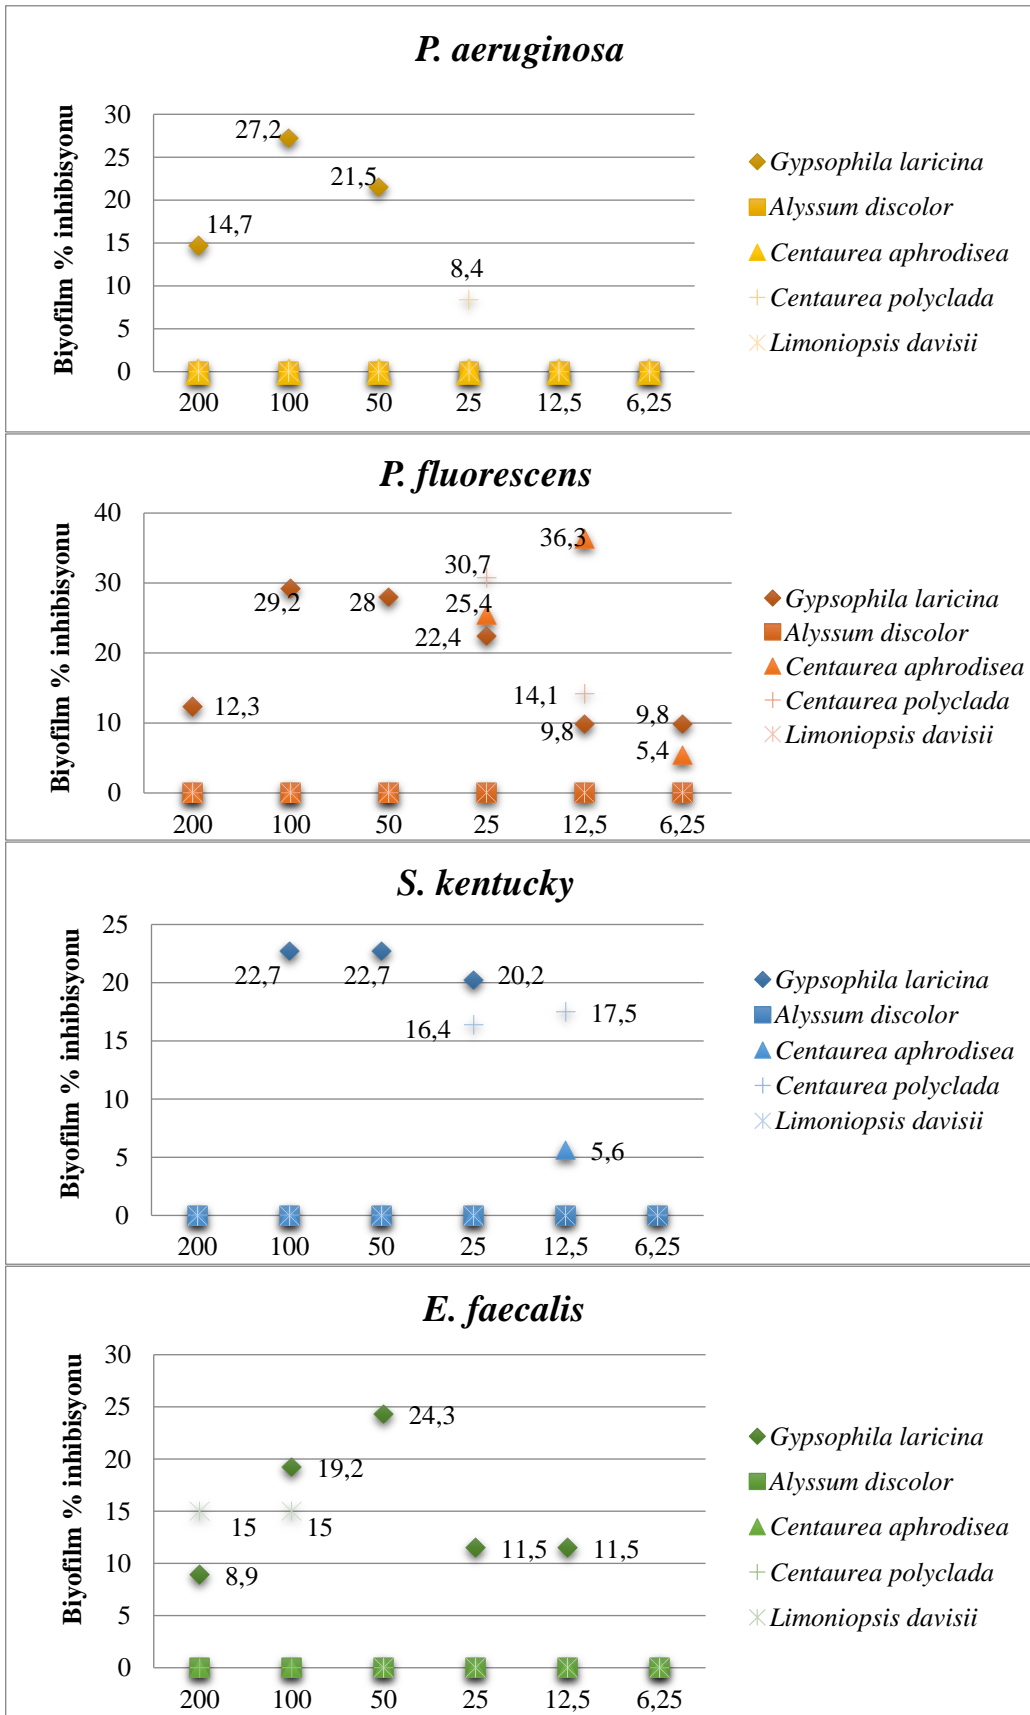 P. aeruginosa
Biyofilm % inhibisyonu
30
25
20
15
10
5
0
14,7
27,2
21,5
8,4
200 100 50 25 12,5 6,25
Gypsophila laricina
Alyssum discolor
Centaurea aphrodisea
Centaurea polyclada
Limoniopsis davisii
P. fluorescens
Biyofilm % inhibisyonu
40
30
20
10
0
12,3
29,2
28
30,7
25,4
22,4
36,3
14,1
9,8
9,8
5,4
200 100 50 25 12,5 6,25
Gypsophila laricina
Alyssum discolor
Centaurea aphrodisea
Centaurea polyclada
Limoniopsis davisii
S. kentucky
Biyofilm % inhibisyonu
25
20
15
10
5
0
22,7
22,7
20,2
16,4
17,5
5,6
200 100 50 25 12,5 6,25
Gypsophila laricina
Alyssum discolor
Centaurea aphrodisea
Centaurea polyclada
Limoniopsis davisii
E. faecalis
Biyofilm % inhibisyonu
30
25
20
15
10
5
0
15
8,9
19,2
15
24,3
11,5
11,5
200 100 50 25 12,5 6,25
Gypsophila laricina
Alyssum discolor
Centaurea aphrodisea
Centaurea polyclada
Limoniopsis davisii